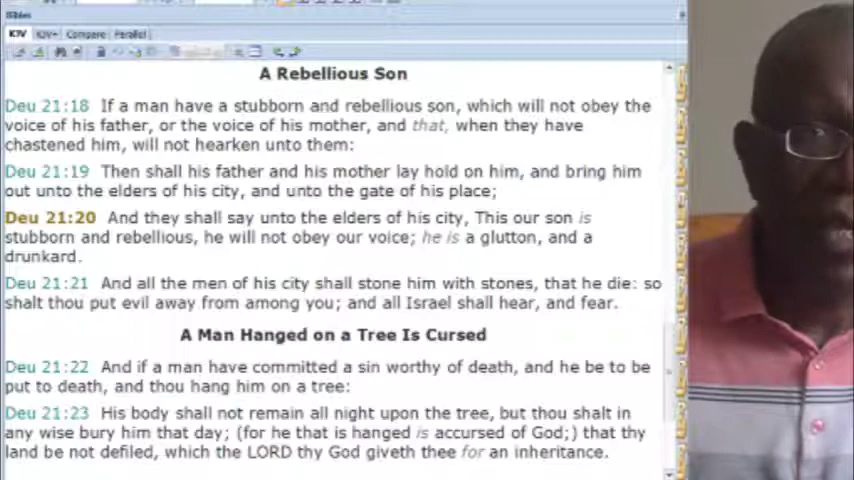 Bibles
KJV KJV+ Compare Parallel
A Rebellious Son
Deu 21:18 If a man have a stubborn and rebellious son, which will not obey the
voice of his father, or the voice of his mother, and that, when they have
chastened him, will not hearken unto them:
Deu 21:19 Then shall his father and his mother lay hold on him, and bring him
out unto the elders of his city, and unto the gate of his place;
Deu 21:20 And they shall say unto the elders of his city, This our son is
stubborn and rebellious, he will not obey our voice; he is a glutton, and a
drunkard.
Deu 21:21 And all the men of his city shall stone him with stones, that he die: so
shalt thou put evil away from among you; and all Israel shall hear, and fear.
A Man Hanged on a Tree Is Cursed
Deu 21:22 And if a man have committed a sin worthy of death, and he be to be
put to death, and thou hang him on a tree:
Deu 21:23 His body shall not remain all night upon the tree, but thou shalt in
any wise bury him that day; (for he that is hanged is accursed of God;) that thy
land be not defiled, which the LORD thy God giveth thee for an inheritance.